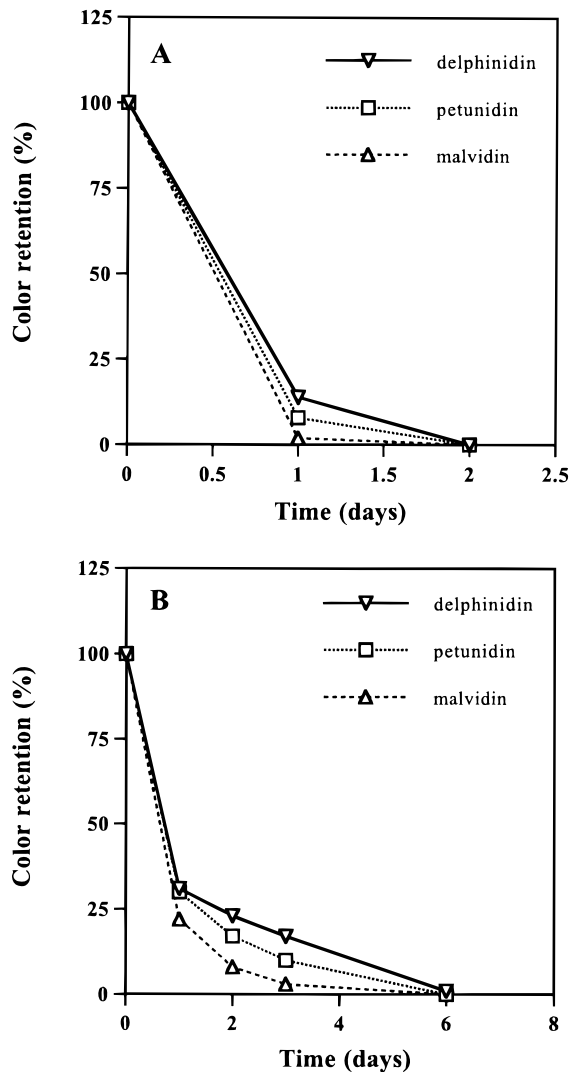 125
A
delphinidin
100
petunidin
malvidin
75
Color retention (%)
50
25
0
0 0.5 1 1.5 2 2.5
Time (days)
125
B
delphinidin
100
petunidin
malvidin
75
Color retention (%)
50
25
0
0 2 4 6 8
Time (days)